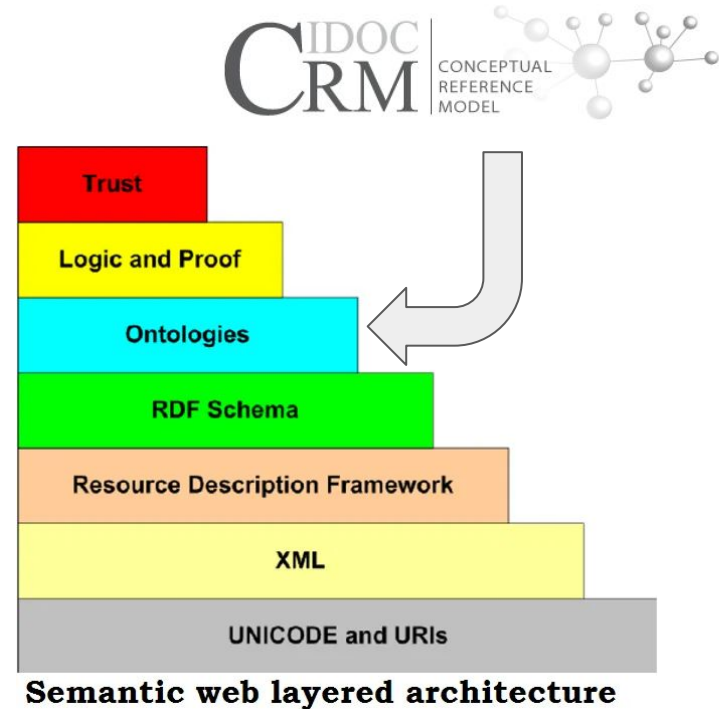 CIDOC
CRM
CONCEPTUAL
REFERENCE
MODEL
Trust
Logic and Proof
Ontologies
RDF Schema
Resource Description Framework
XML
UNICODE and URIs
Semantic web layered architecture